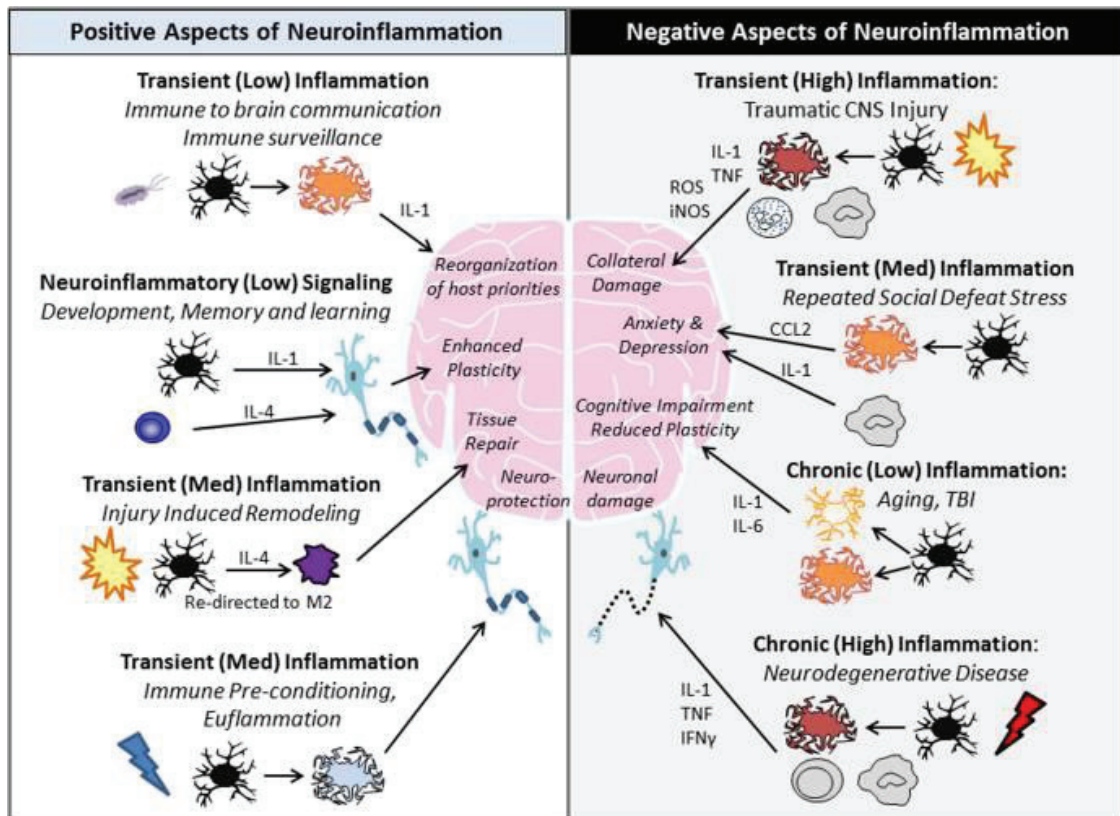 Positive Aspects of Neuroinflammation
Transient (Low) Inflammation
Immune to brain communication
Immune surveillance
IL-1
Reorganization
of host priorities
Neuroinflammatory (Low) Signaling
Development, Memory and learning
IL-1
IL-4
Enhanced
Plasticity
Tissue
Repair
Transient (Med) Inflammation
Injury Induced Remodeling
IL-4
Re-directed to M2
Neuro-
protection
Transient (Med) Inflammation
Immune Pre-conditioning,
Euflammation
Negative Aspects of Neuroinflammation
Transient (High) Inflammation:
Traumatic CNS Injury
IL-1
TNF
ROS
iNOS
Collateral
Damage
Transient (Med) Inflammation
Repeated Social Defeat Stress
CCL2
IL-1
Anxiety &
Depression
Cognitive Impairment
Reduced Plasticity
Chronic (Low) Inflammation:
Aging, TBI
IL-1
IL-6
Neuronal
damage
Chronic (High) Inflammation:
Neurodegenerative Disease
IL-1
TNF
IFNγ